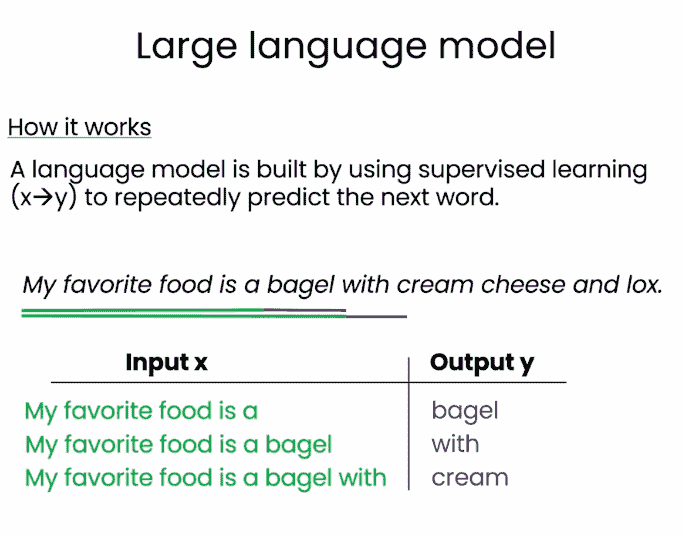 Large language model
How it works
A language model is built by using supervised learning
(x→y) to repeatedly predict the next word.
My favorite food is a bagel with cream cheese and lox.
Input x Output y
My favorite food is a bagel
My favorite food is a bagel with
My favorite food is a bagel with cream